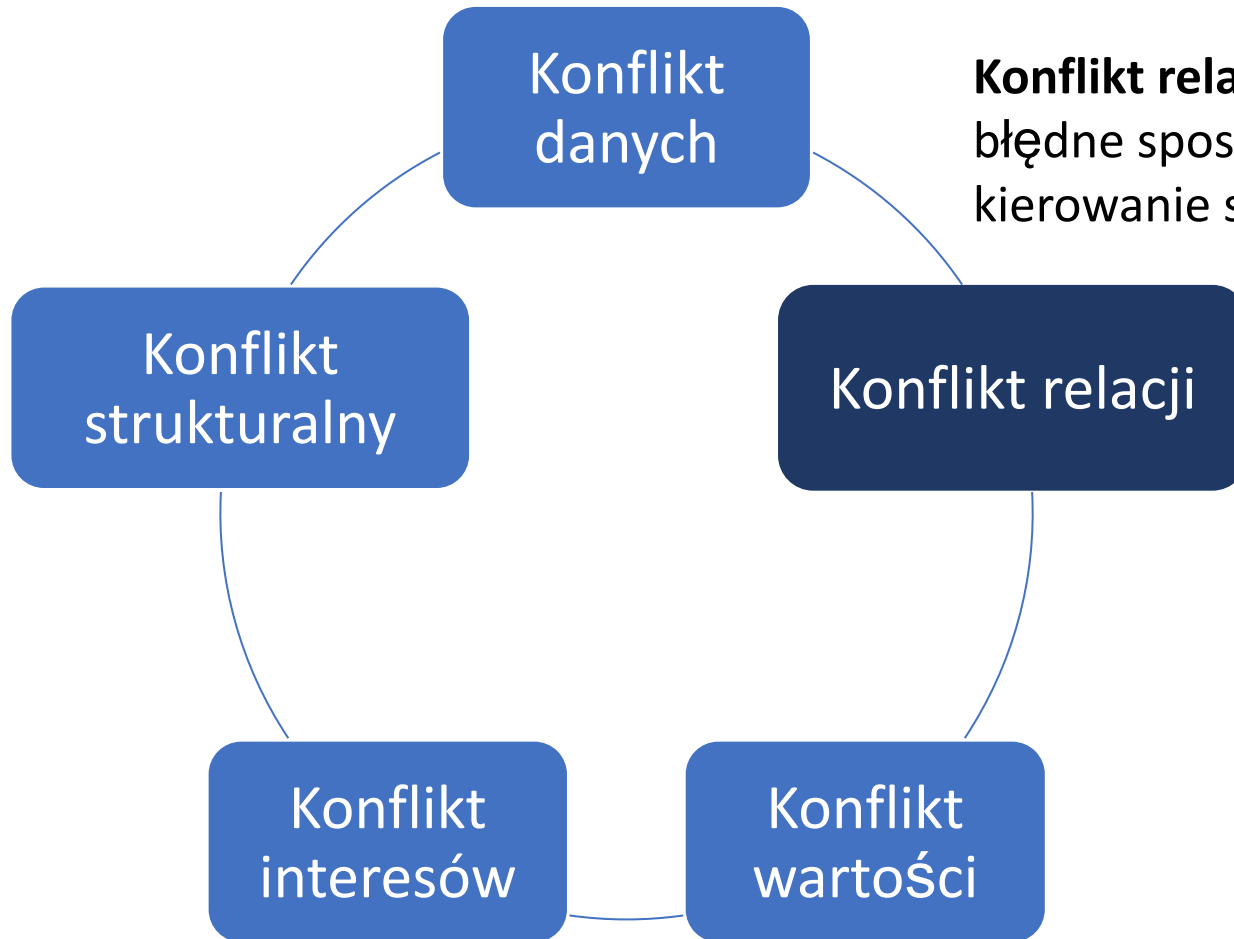 Konflikt
danych
Konflikt rela
błędne spos
kierowanie s
Konflikt
strukturalny
Konflikt relacji
Konflikt
interesów
Konflikt
wartości